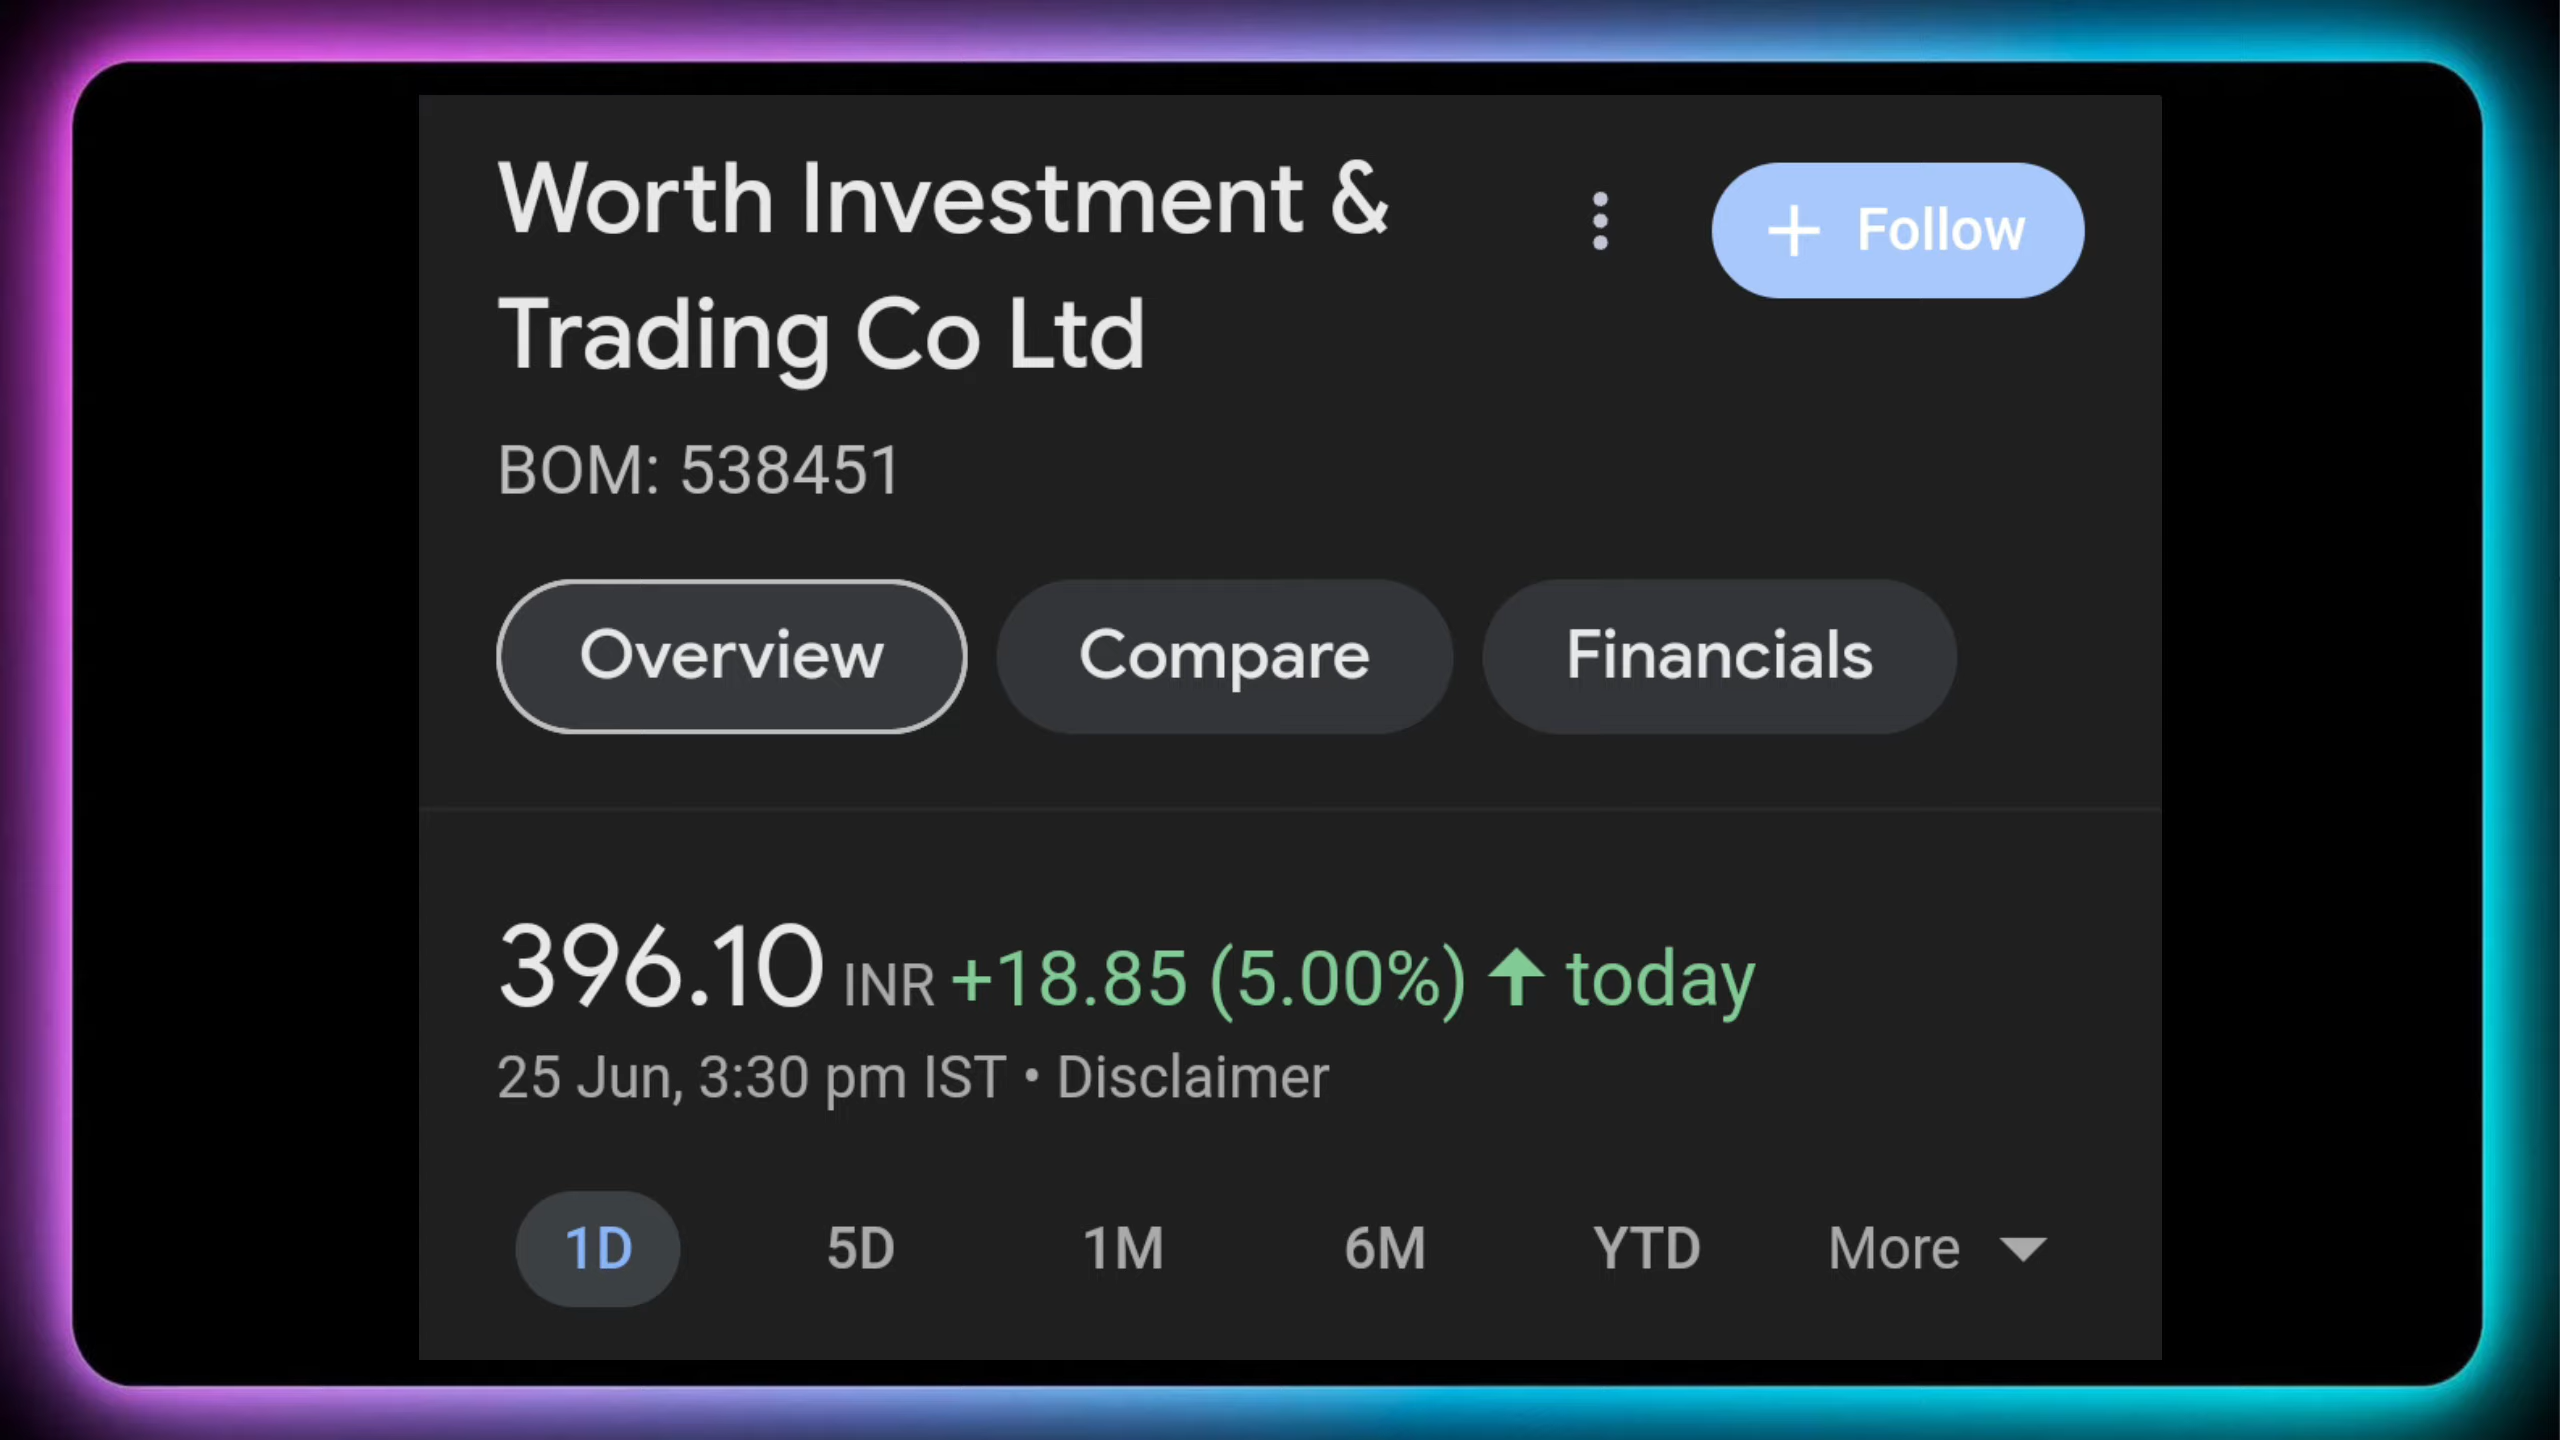 Worth Investment &
Trading Co Ltd
+ Follow
BOM: 538451
Overview Compare Financials
396.10 INR +18.85 (5.00%) ↑ today
25 Jun, 3:30 pm IST • Disclaimer
1D 5D 1M 6M YTD More